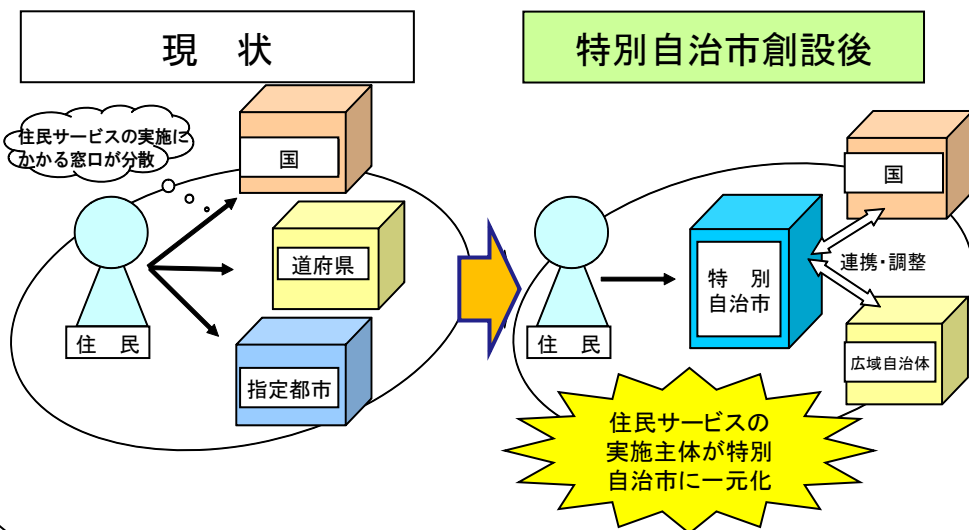 現　状
住民サービスの実施に
かかる窓口が分散
国
道府県
指定都市
住　民
特別自治市創設後
国
特　別
自治市
連携・調整
広域自治体
住　民
住民サービスの
実施主体が特別
自治市に一元化